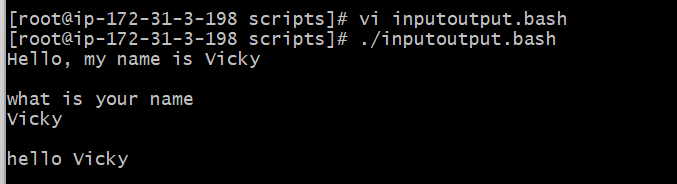 [root@ip-172-31-3-198 scripts]# vi inputoutput.bash
[root@ip-172-31-3-198 scripts]# ./inputoutput.bash
Hello, my name is Vicky
what is your name
Vicky
hello Vicky